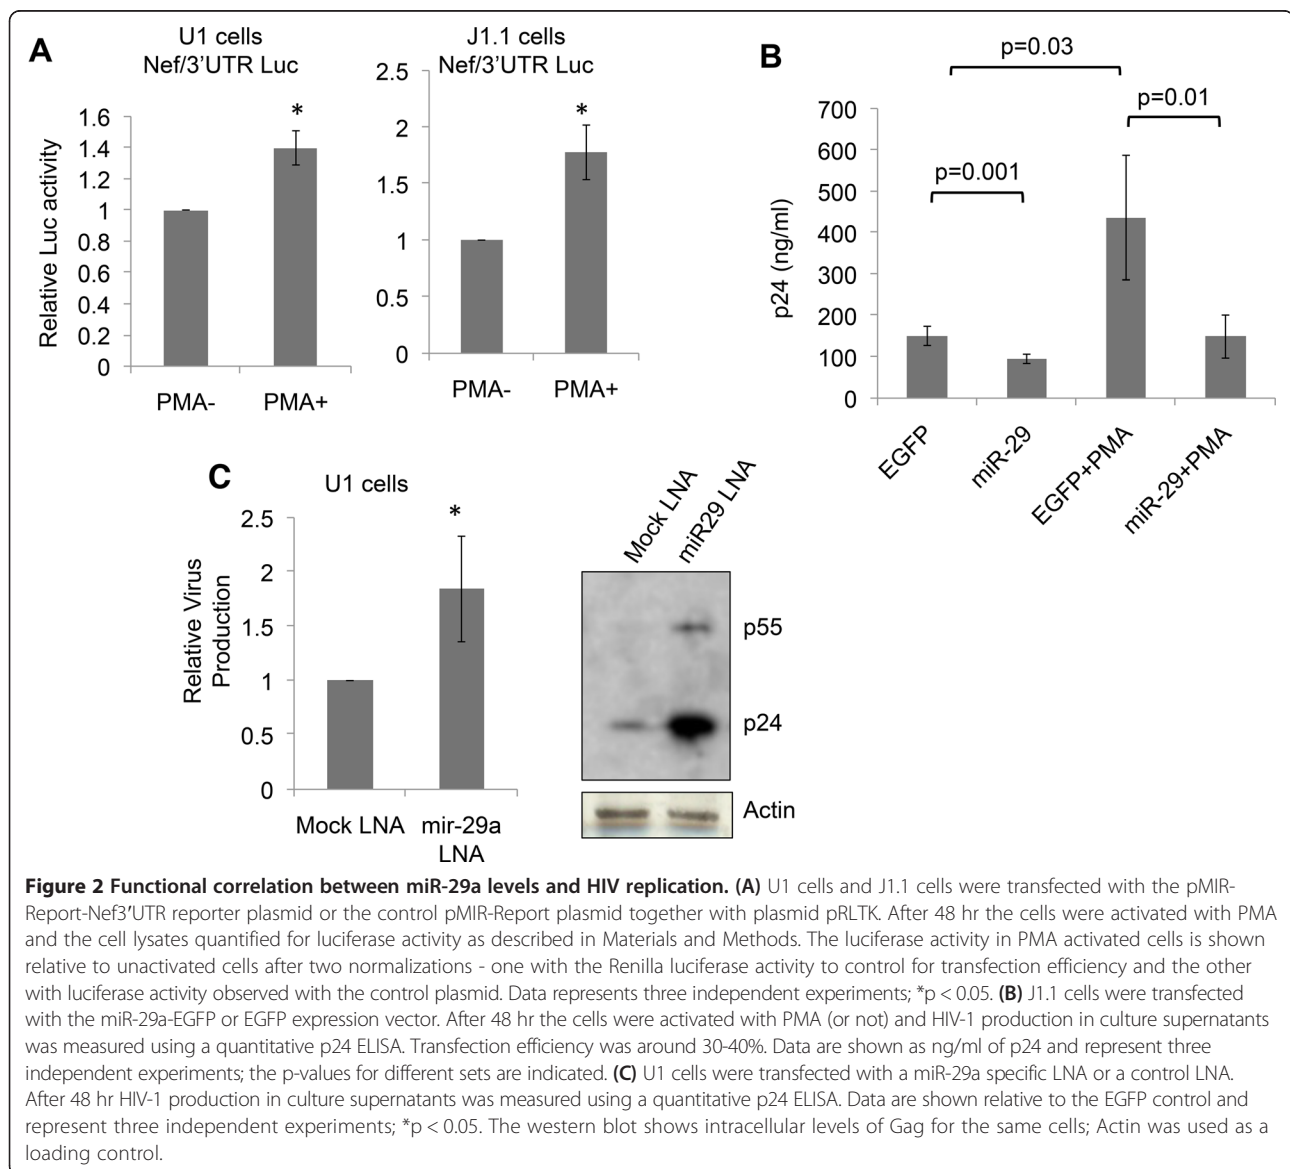 A
U1 cells
Nef/3'UTR Luc
Relative Luc activity
1.6
1.4
1.2
1
0.8
0.6
0.4
0.2
0
*
PMA-
PMA+
J1.1 cells
Nef/3'UTR Luc
2.5
2
1.5
1
0.5
0
*
PMA-
PMA+
B
p=0.03
p=0.01
p=0.001
p24 (ng/ml)
700
600
500
400
300
200
100
0
EGFP
miR-29
EGFP+PMA
miR-29+PMA
C
U1 cells
Relative Virus
Production
2.5
2
1.5
1
0.5
0
*
Mock LNA
mir-29a
LNA
Mock LNA
miR29 LNA
p55
p24
Actin
Figure 2 Functional correlation between miR-29a levels and HIV replication. (A) U1 cells and J1.1 cells were transfected with the pMIR-
Report-Nef3′UTR reporter plasmid or the control pMIR-Report plasmid together with plasmid pRLTK. After 48 hr the cells were activated with PMA
and the cell lysates quantified for luciferase activity as described in Materials and Methods. The luciferase activity in PMA activated cells is shown
relative to unactivated cells after two normalizations - one with the Renilla luciferase activity to control for transfection efficiency and the other
with luciferase activity observed with the control plasmid. Data represents three independent experiments; *p < 0.05. (B) J1.1 cells were transfected
with the miR-29a-EGFP or EGFP expression vector. After 48 hr the cells were activated with PMA (or not) and HIV-1 production in culture supernatants
was measured using a quantitative p24 ELISA. Transfection efficiency was around 30-40%. Data are shown as ng/ml of p24 and represent three
independent experiments; the p-values for different sets are indicated. (C) U1 cells were transfected with a miR-29a specific LNA or a control LNA.
After 48 hr HIV-1 production in culture supernatants was measured using a quantitative p24 ELISA. Data are shown relative to the EGFP control and
represent three independent experiments; *p < 0.05. The western blot shows intracellular levels of Gag for the same cells; Actin was used as a
loading control.